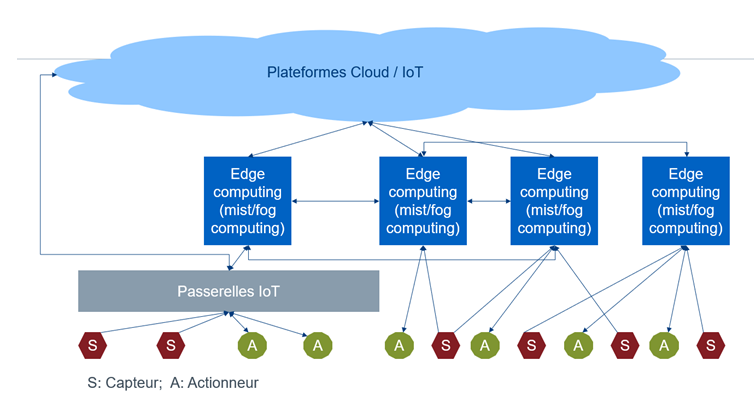 Plateformes Cloud / IoT
Edge
computing
(mist/fog
computing)
Edge
computing
(mist/fog
computing)
Edge
computing
(mist/fog
computing)
Edge
computing
(mist/fog
computing)
Passerelles IoT
S
S
A
A
A
S
A
S
A
S
A
S
S: Capteur; A: Actionneur